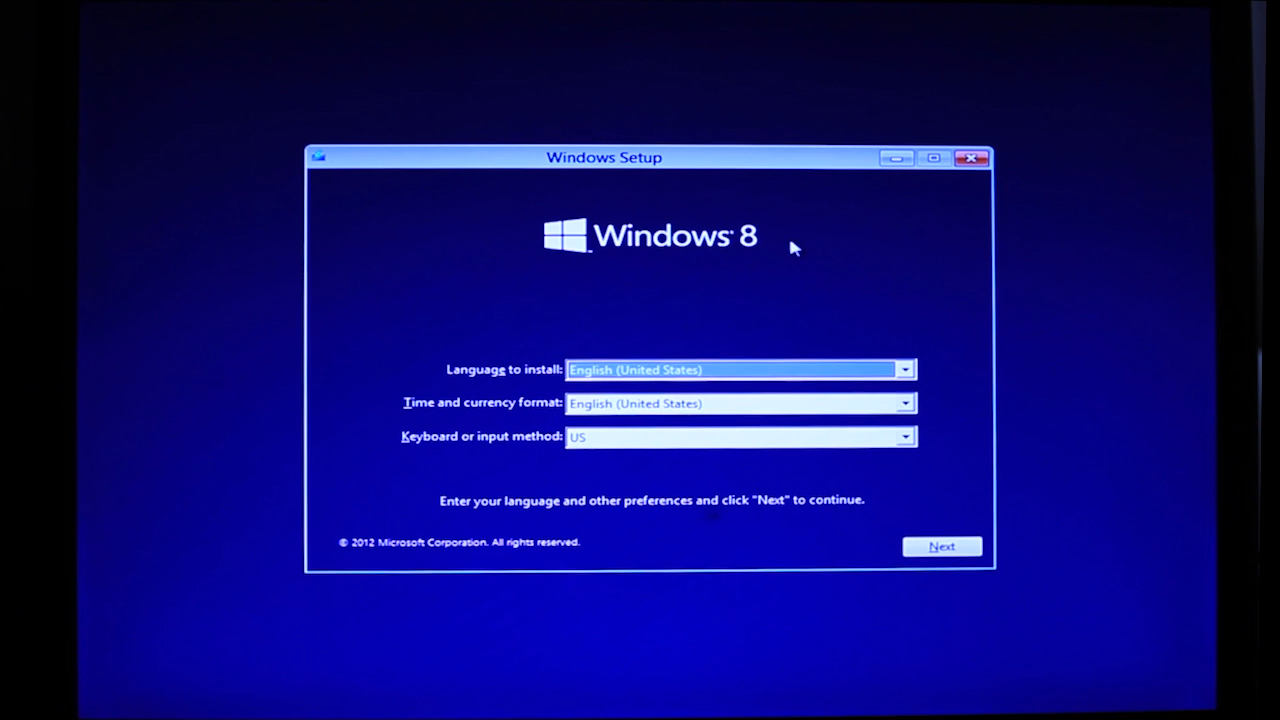 Windows Setup
Windows 8
Language to install: English (United States)
Time and currency format: English (United States)
Keyboard or input method: US
Enter your language and other preferences and click "Next" to continue.
© 2012 Microsoft Corporation. All rights reserved.
Next